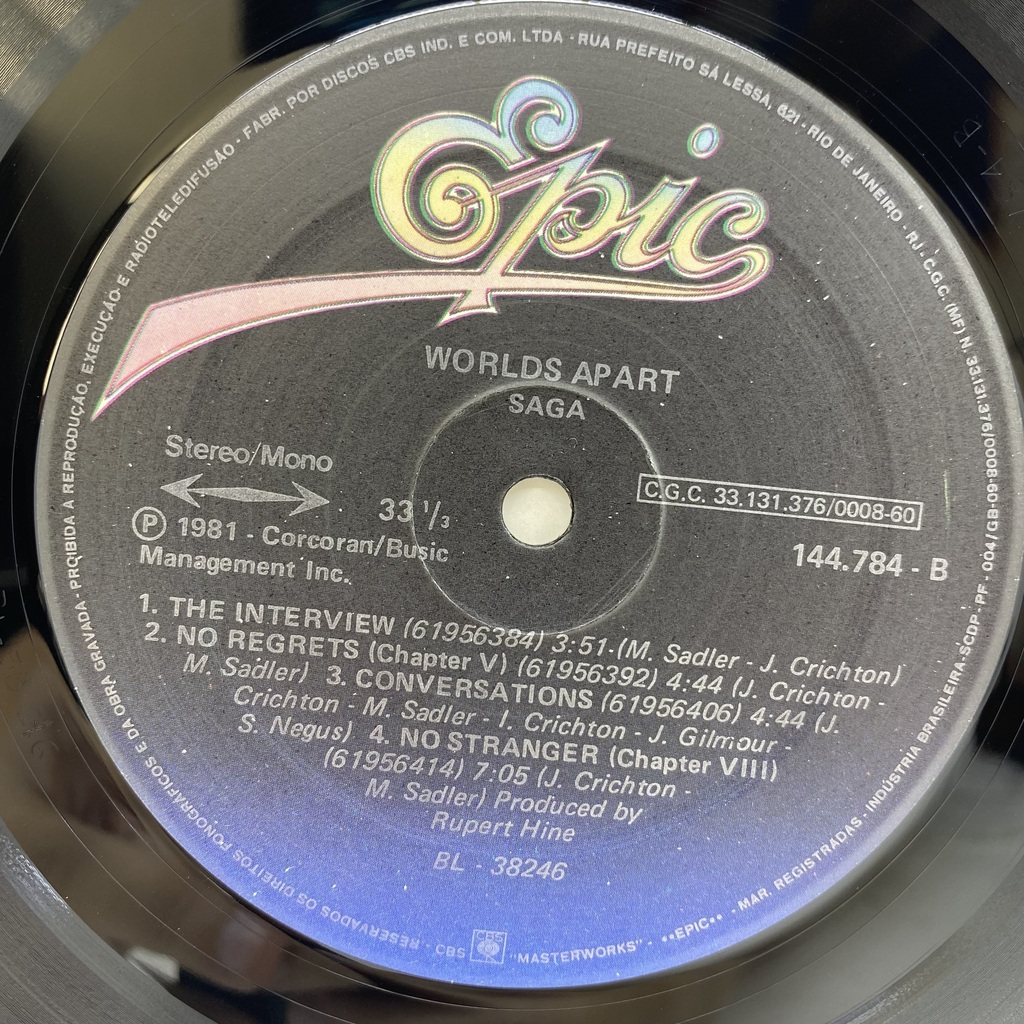 FABR. POR DISCOS CBS IND. E COM. LTDA - RUA PREFEITO SÁ LESSA, 621 - RIO DE JANEIRO - RJ - C.G.C. (MF) N. 33.131.376/0008-60 - INDÚSTRIA BRASILEIRA - MAR. REGISTRADAS - ••EPIC•• - "MASTERWORKS" - CBS
RESERVADOS OS DIREITOS FONOGRÁFICOS E DA OBRA GRAVADA - PROIBIDA A REPRODUÇÃO, EXECUÇÃO E RADIOTELEDIFUSÃO
Epic
WORLDS APART
SAGA
Stereo/Mono
33 1/3
C.G.C. 33.131.376/0008-60
Ⓟ 1981 - Corcoran/Busic
Management Inc.
144.784 - B
1. THE INTERVIEW (61956384) 3:51 (M. Sadler - J. Crichton)
2. NO REGRETS (Chapter V) (61956392) 4:44 (J. Crichton -
M. Sadler) 3. CONVERSATIONS (61956406) 4:44 (J.
Crichton - M. Sadler - I. Crichton - J. Gilmour -
S. Negus) 4. NO STRANGER (Chapter VIII)
(61956414) 7:05 (J. Crichton -
M. Sadler) Produced by
Rupert Hine
BL - 38246
CBS